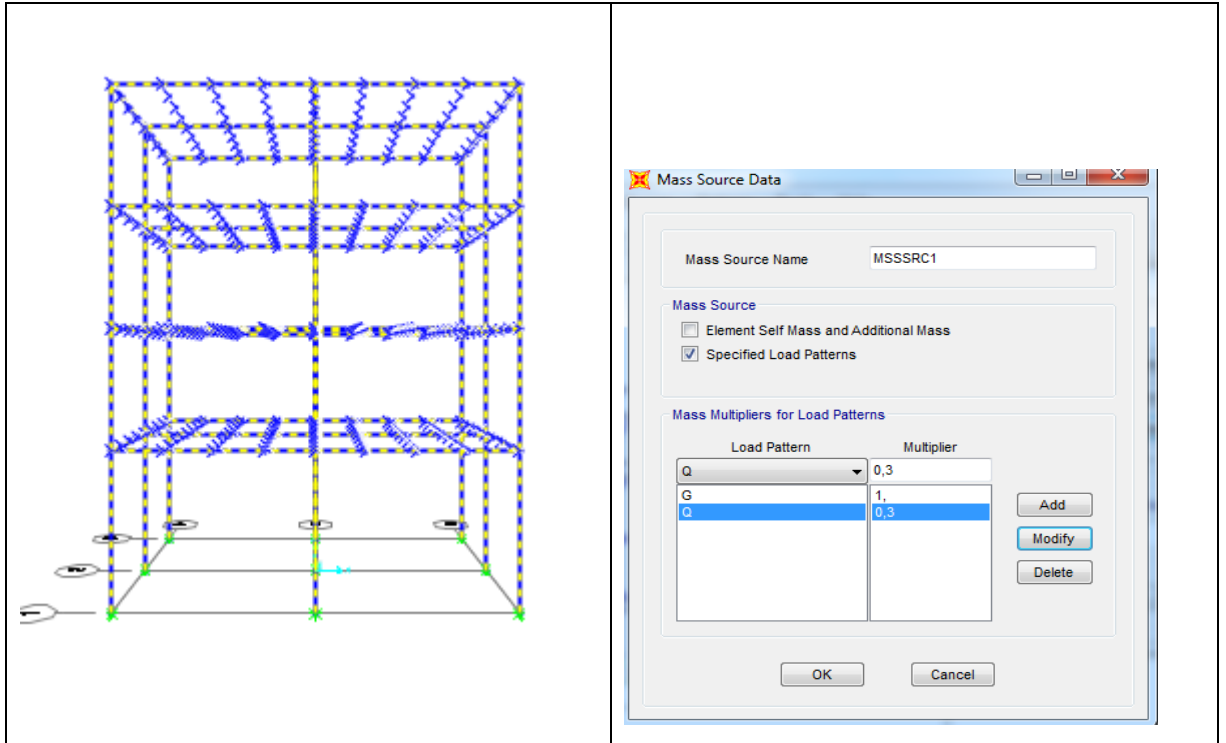 Mass Source Data
Mass Source Name
MSSSRC1
Mass Source
Element Self Mass and Additional Mass
Specified Load Patterns
Mass Multipliers for Load Patterns
Load Pattern
Multiplier
Q
0,3
G
1,
Q
0,3
Add
Modify
Delete
OK
Cancel